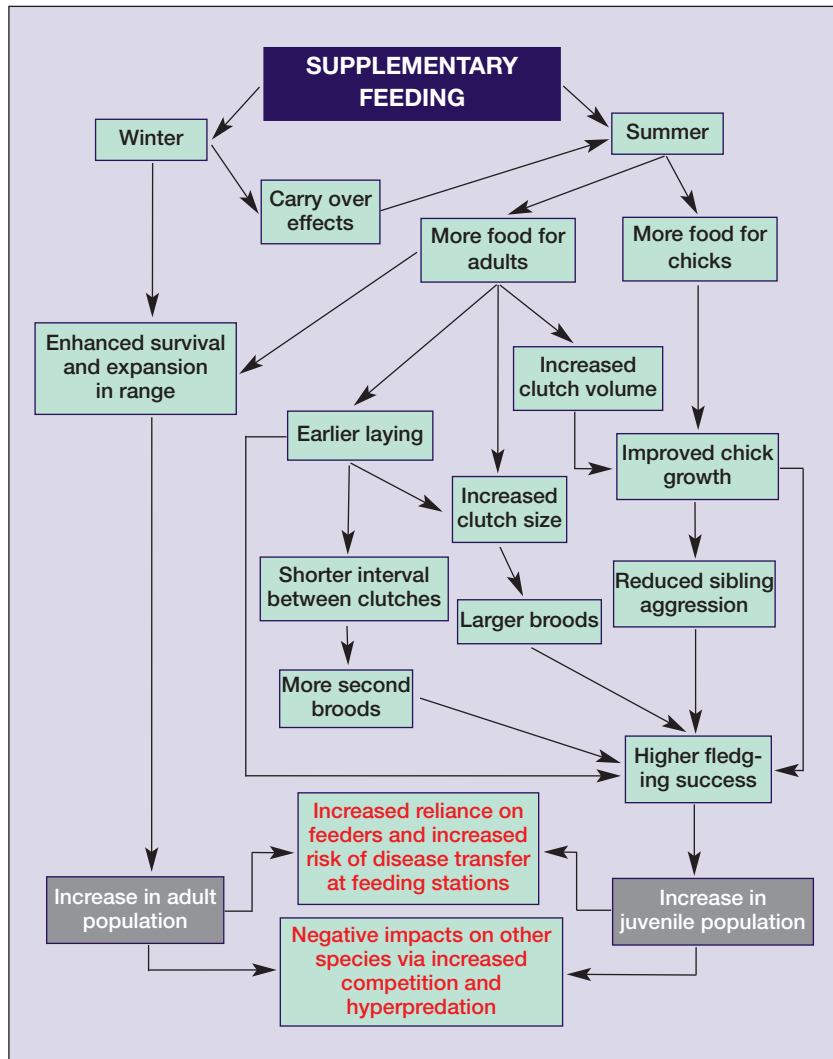 SUPPLEMENTARY
FEEDING
Winter
Summer
Carry over
effects
More food for
adults
More food for
chicks
Enhanced survival
and expansion
in range
Increased
clutch volume
Earlier laying
Improved chick
growth
Increased
clutch size
Shorter interval
between clutches
Reduced sibling
aggression
Larger broods
More second
broods
Higher fledg-
ing success
Increased reliance on
feeders and increased
risk of disease transfer
at feeding stations
Increase in adult
population
Increase in
juvenile population
Negative impacts on other
species via increased
competition and
hyperpredation